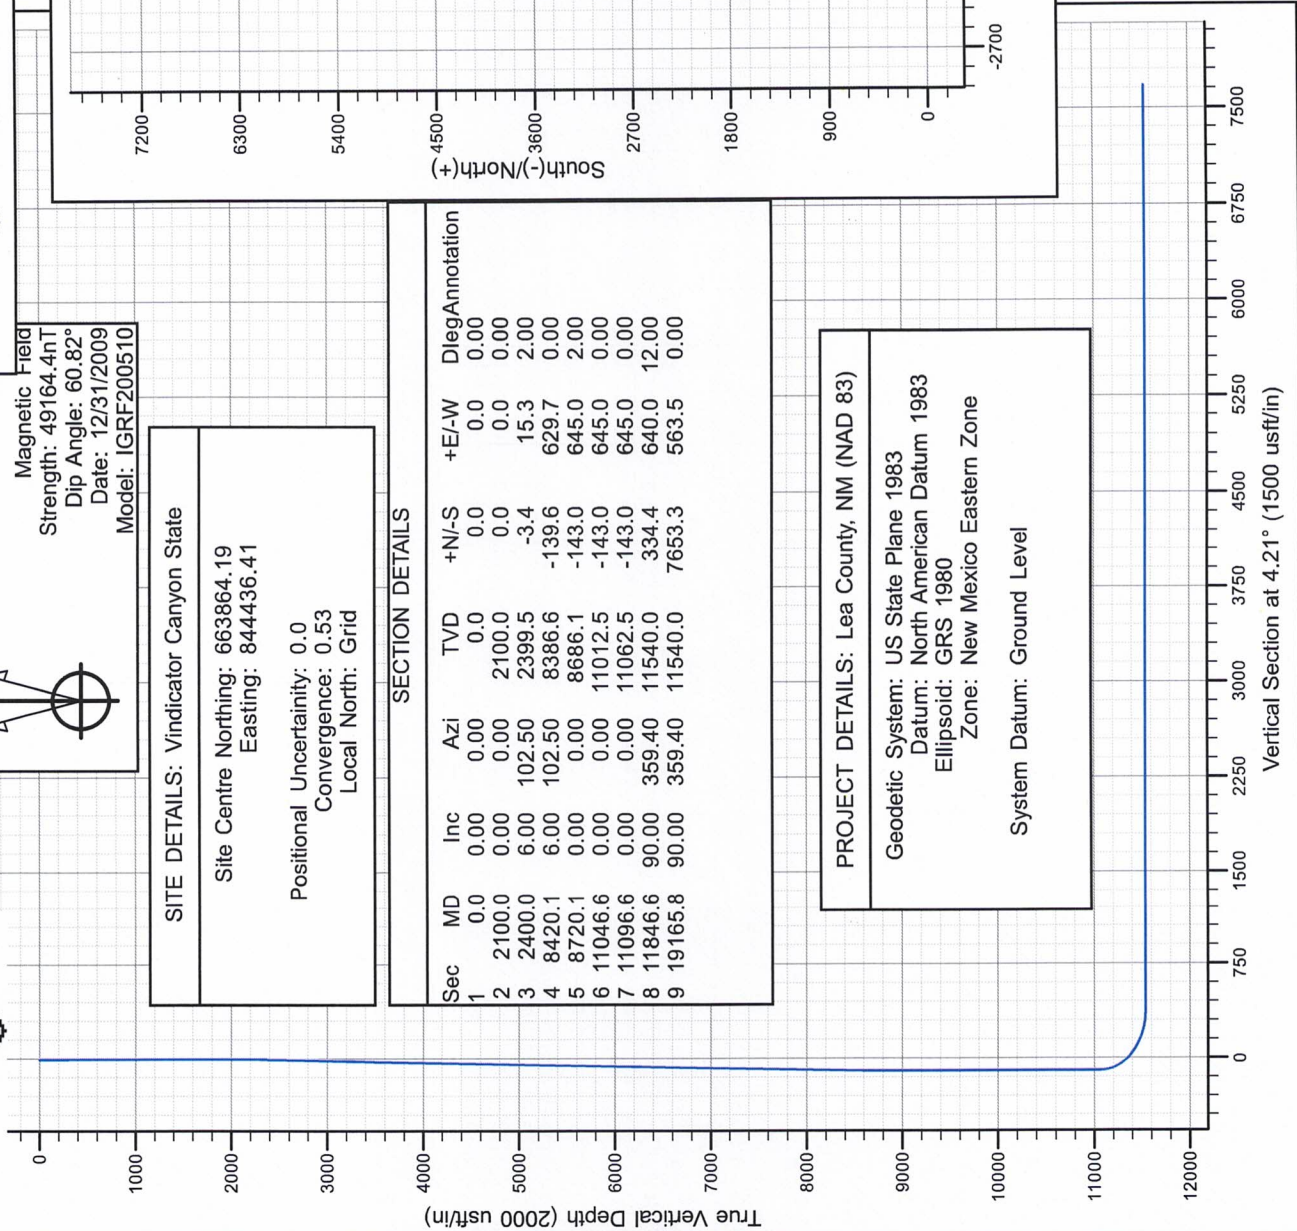 Magnetic Field
Strength: 49164.4nT
Dip Angle: 60.82°
Date: 12/31/2009
Model: IGRF200510
7200
6300
5400
4500
3600
2700
1800
900
0
South(-)/North(+)
-2700
SITE DETAILS: Vindicator Canyon State
Site Centre Northing: 663864.19
Easting: 844436.41
Positional Uncertainity: 0.0
Convergence: 0.53
Local North: Grid
SECTION DETAILS
Sec MD Inc Azi TVD +N/-S +E/-W DlegAnnotation
1 0.0 0.00 0.00 0.0 0.0 0.0 0.00
2 2100.0 0.00 0.00 2100.0 0.0 0.0 0.00
3 2400.0 6.00 102.50 2399.5 -3.4 15.3 2.00
4 8420.1 6.00 102.50 8386.6 -139.6 629.7 0.00
5 8720.1 0.00 0.00 8686.1 -143.0 645.0 2.00
6 11046.6 0.00 0.00 11012.5 -143.0 645.0 0.00
7 11096.6 0.00 0.00 11062.5 -143.0 645.0 0.00
8 11846.6 90.00 359.40 11540.0 334.4 640.0 12.00
9 19165.8 90.00 359.40 11540.0 7653.3 563.5 0.00
PROJECT DETAILS: Lea County, NM (NAD 83)
Geodetic System: US State Plane 1983
Datum: North American Datum 1983
Ellipsoid: GRS 1980
Zone: New Mexico Eastern Zone
System Datum: Ground Level
0
1000
2000
3000
4000
5000
6000
7000
8000
9000
10000
11000
12000
True Vertical Depth (2000 usft/in)
0 750 1500 2250 3000 3750 4500 5250 6000 6750 7500
Vertical Section at 4.21° (1500 usft/in)